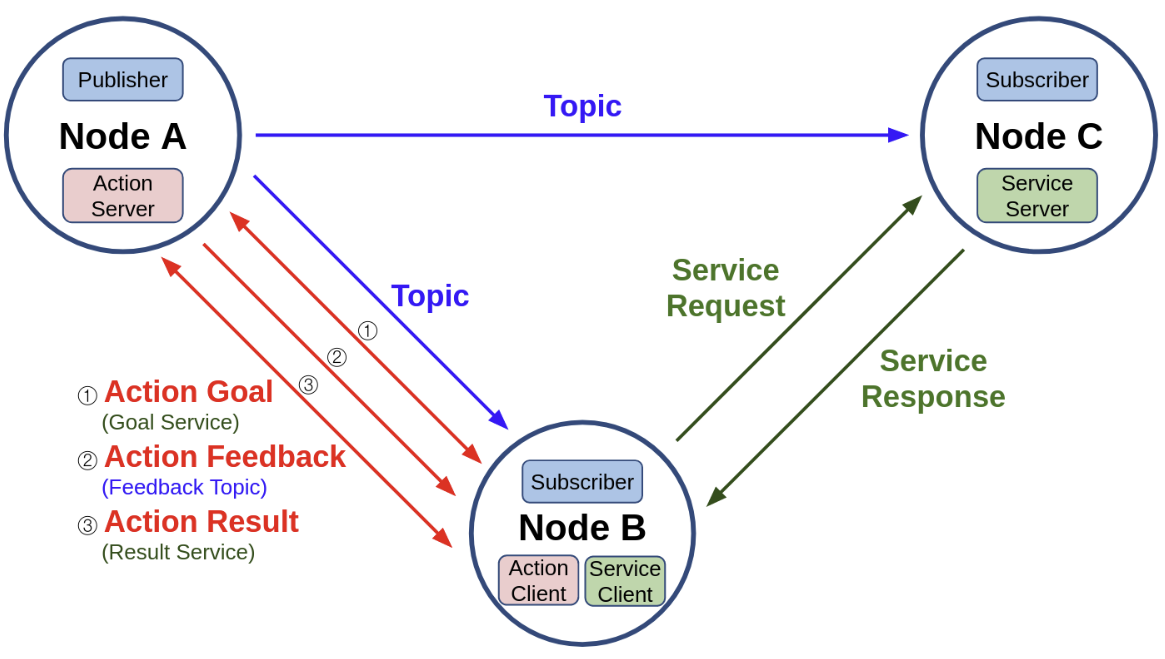 Publisher
Node A
Action
Server
Topic
Subscriber
Node C
Service
Server
Topic
Service
Request
Service
Response
①
②
③
① Action Goal
(Goal Service)
② Action Feedback
(Feedback Topic)
③ Action Result
(Result Service)
Subscriber
Node B
Action
Client
Service
Client